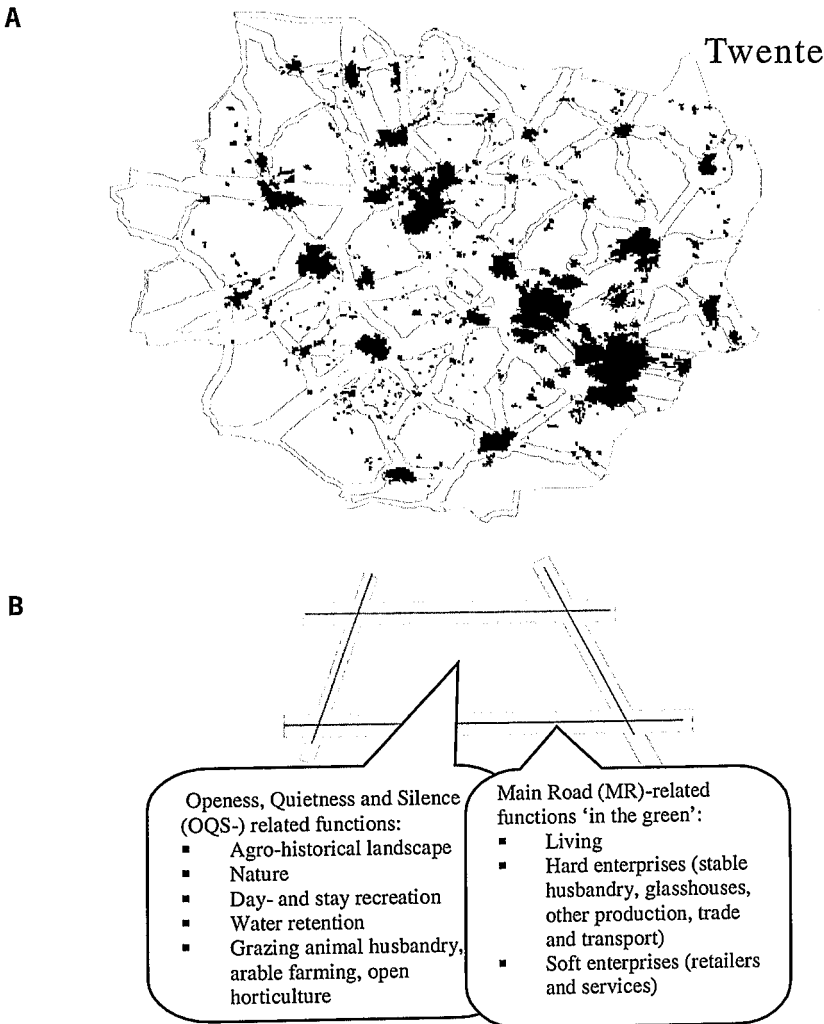 A
Twente
B
Openess, Quietness and Silence
(OQS-) related functions:
▪ Agro-historical landscape
▪ Nature
▪ Day- and stay recreation
▪ Water retention
▪ Grazing animal husbandry,
arable farming, open
horticulture
Main Road (MR)-related
functions ‘in the green’:
▪ Living
▪ Hard enterprises (stable
husbandry, glasshouses,
other production, trade
and transport)
▪ Soft enterprises (retailers
and services)